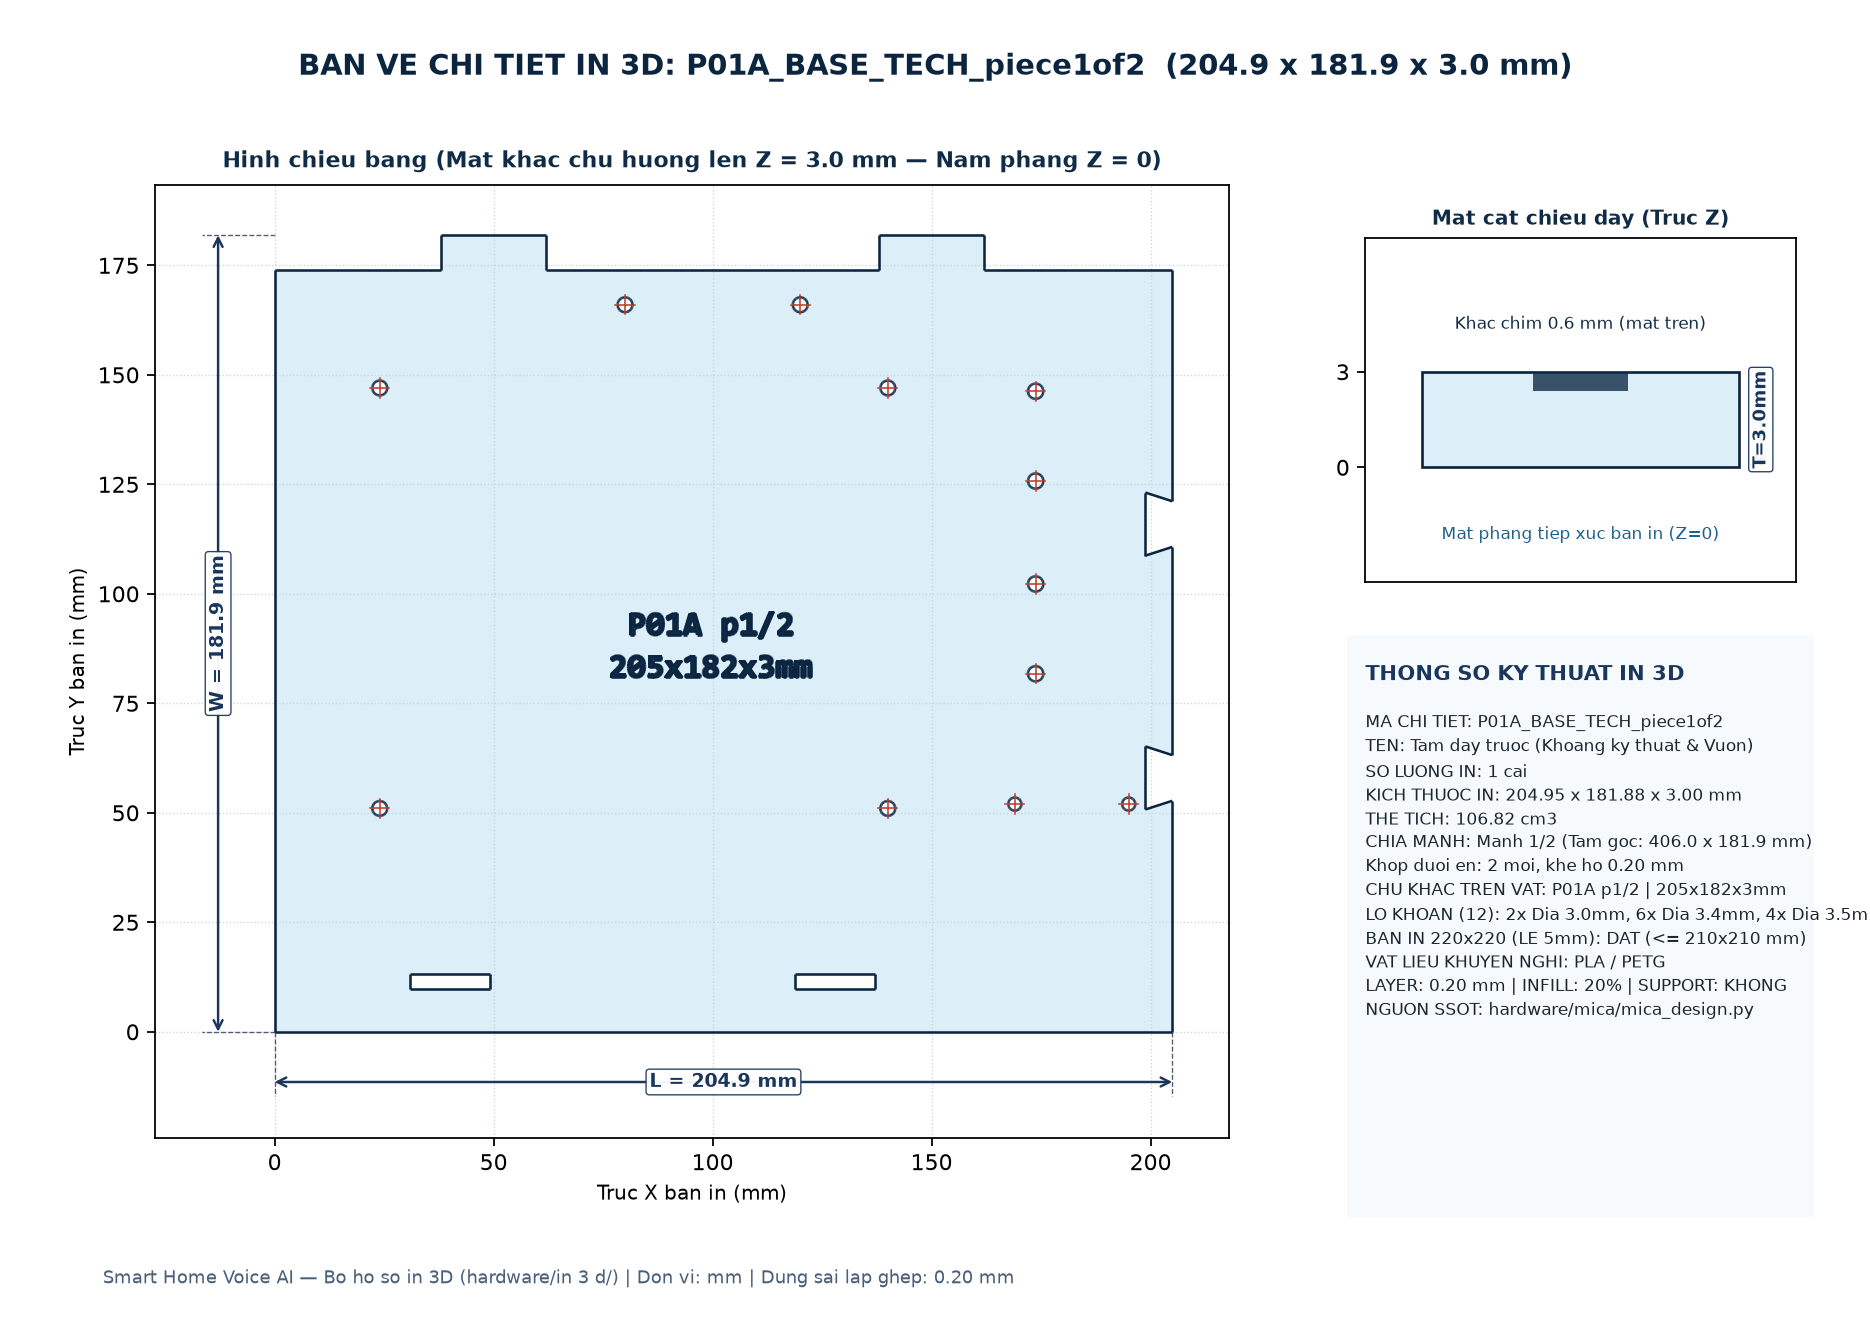 BAN VE CHI TIET IN 3D: P01A_BASE_TECH_piece1of2 (204.9 x 181.9 x 3.0 mm)
Hinh chieu bang (Mat khac chu huong len Z = 3.0 mm — Nam phang Z = 0)
175
150
125
100
75
50
25
0
Truc Y ban in (mm)
W = 181.9 mm
P01A p1/2
205x182x3mm
L = 204.9 mm
0
50
100
150
200
Truc X ban in (mm)
Mat cat chieu day (Truc Z)
Khac chim 0.6 mm (mat tren)
3
0
T=3.0mm
Mat phang tiep xuc ban in (Z=0)
THONG SO KY THUAT IN 3D
MA CHI TIET: P01A_BASE_TECH_piece1of2
TEN: Tam day truoc (Khoang ky thuat & Vuon)
SO LUONG IN: 1 cai
KICH THUOC IN: 204.95 x 181.88 x 3.00 mm
THE TICH: 106.82 cm3
CHIA MANH: Manh 1/2 (Tam goc: 406.0 x 181.9 mm)
Khop duoi en: 2 moi, khe ho 0.20 mm
CHU KHAC TREN VAT: P01A p1/2 | 205x182x3mm
LO KHOAN (12): 2x Dia 3.0mm, 6x Dia 3.4mm, 4x Dia 3.5m
BAN IN 220x220 (LE 5mm): DAT (<= 210x210 mm)
VAT LIEU KHUYEN NGHI: PLA / PETG
LAYER: 0.20 mm | INFILL: 20% | SUPPORT: KHONG
NGUON SSOT: hardware/mica/mica_design.py
Smart Home Voice AI — Bo ho so in 3D (hardware/in 3 d/) | Don vi: mm | Dung sai lap ghep: 0.20 mm